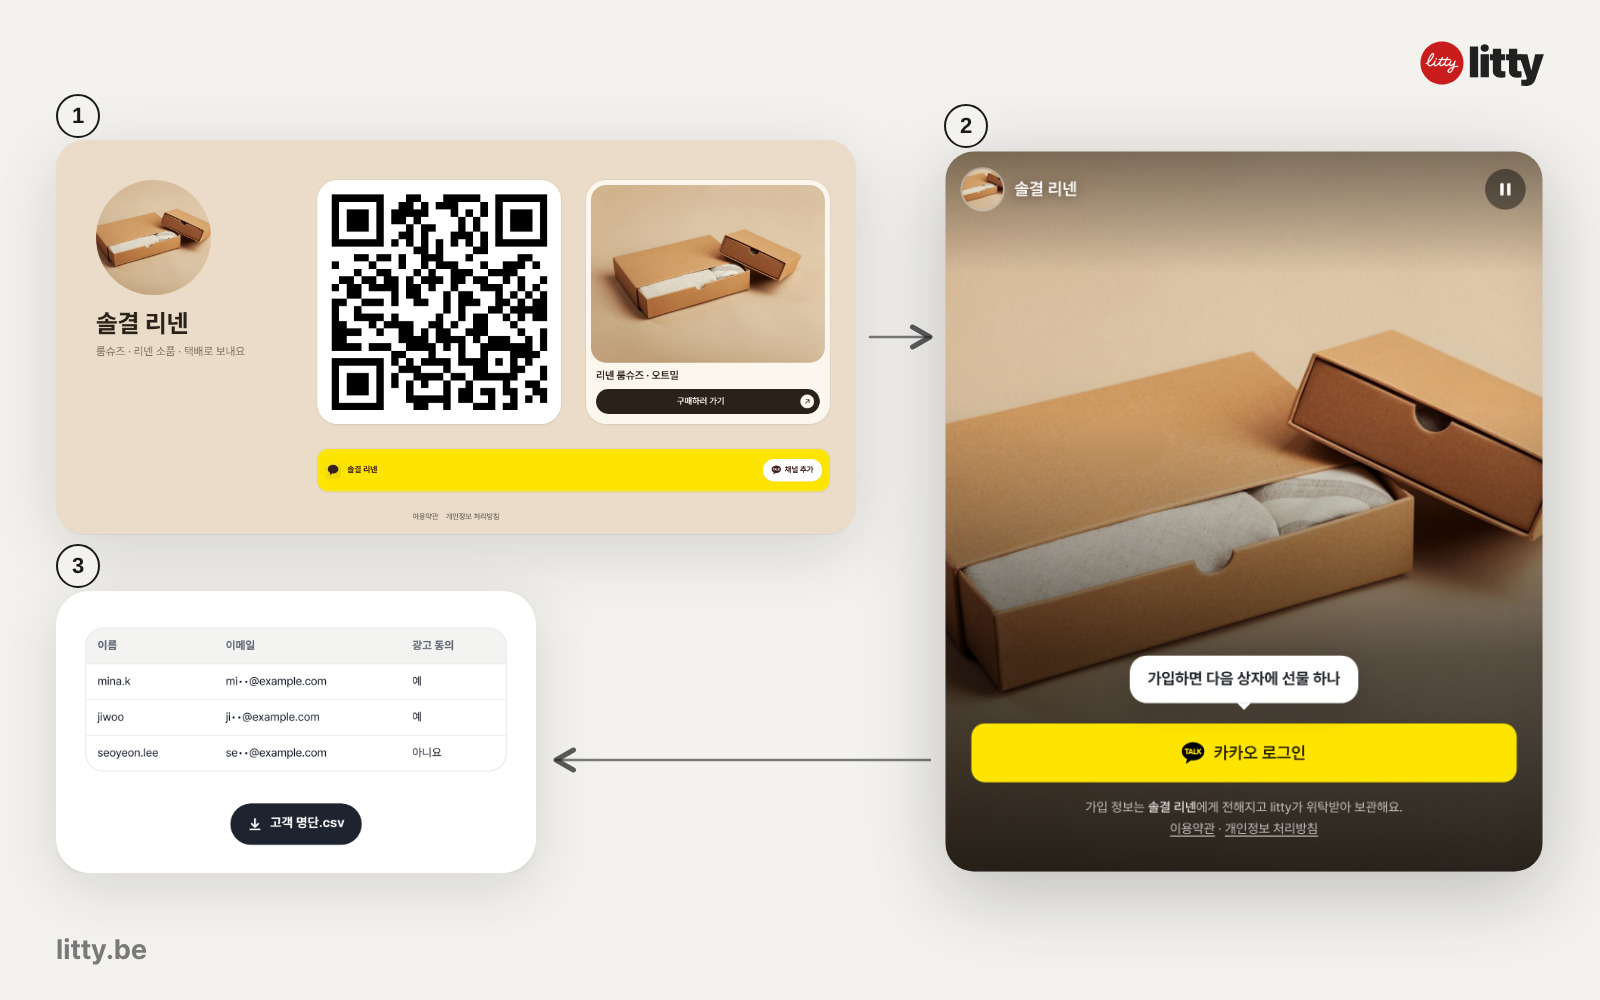 litty litty
1
솔결 리넨
룸슈즈 · 리넨 소품 · 택배로 보내요
리넨 룸슈즈 · 오트밀
구매하러 가기
솔결 리넨
채널 추가
이용약관 개인정보 처리방침
2
솔결 리넨
가입하면 다음 상자에 선물 하나
TALK 카카오 로그인
가입 정보는 솔결 리넨에게 전해지고 litty가 위탁받아 보관해요.
이용약관 · 개인정보 처리방침
3
이름 이메일 광고 동의
mina.k mi••@example.com 예
jiwoo ji••@example.com 예
seoyeon.lee se••@example.com 아니요
고객 명단.csv
litty.be